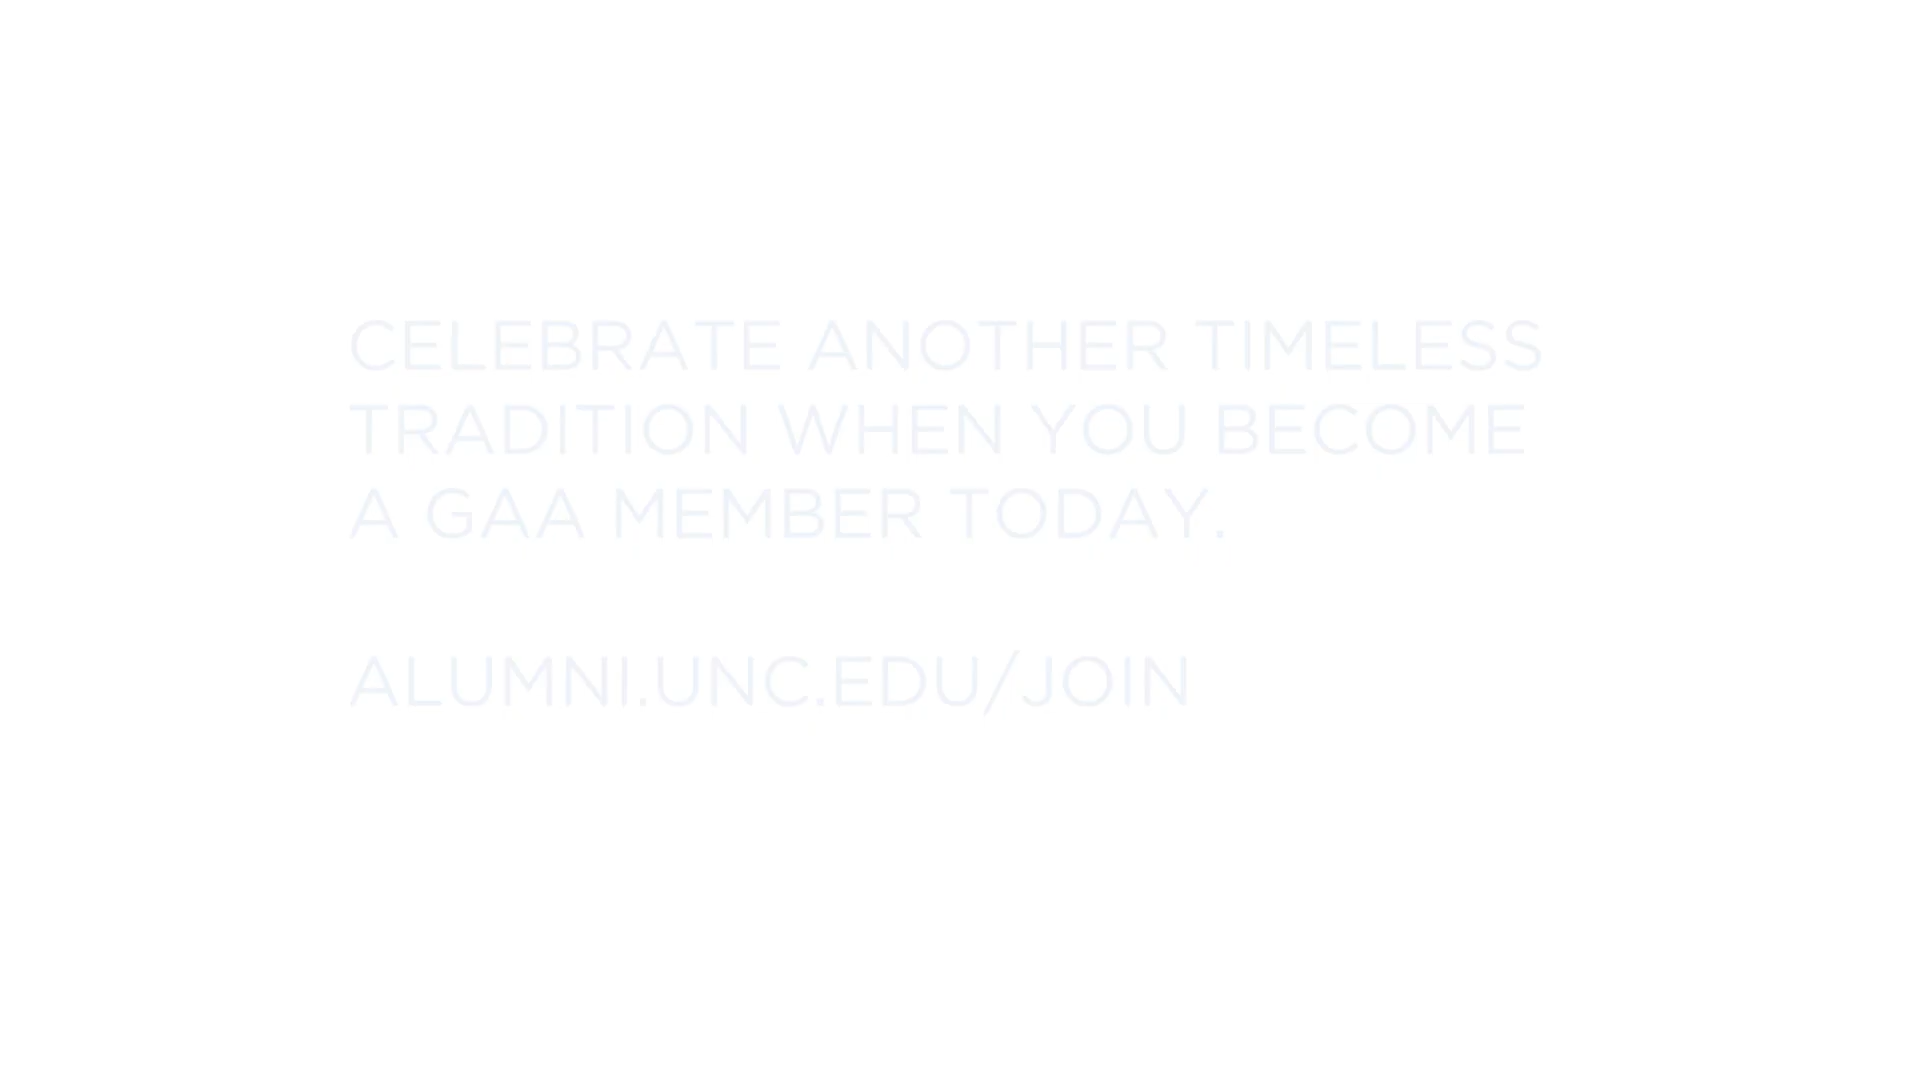 CELEBRATE ANOTHER TIMELESS
TRADITION WHEN YOU BECOME
A GAA MEMBER TODAY.
ALUMNI.UNC.EDU/JOIN